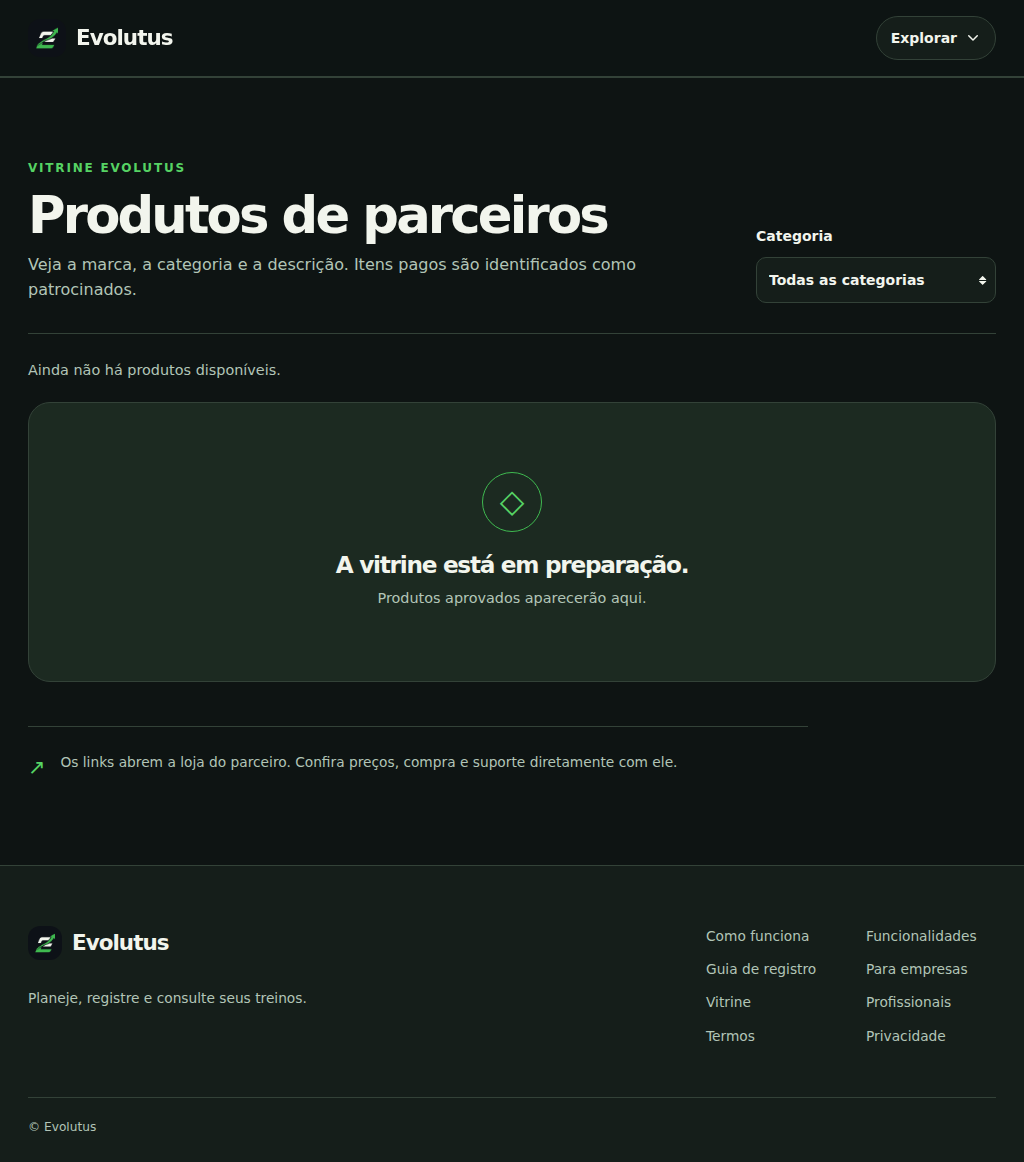 Evolutus
Explorar
VITRINE EVOLUTUS
Produtos de parceiros
Veja a marca, a categoria e a descrição. Itens pagos são identificados como
patrocinados.
Categoria
Todas as categorias
Ainda não há produtos disponíveis.
A vitrine está em preparação.
Produtos aprovados aparecerão aqui.
Os links abrem a loja do parceiro. Confira preços, compra e suporte diretamente com ele.
Evolutus
Planeje, registre e consulte seus treinos.
Como funciona
Funcionalidades
Guia de registro
Para empresas
Vitrine
Profissionais
Termos
Privacidade
© Evolutus